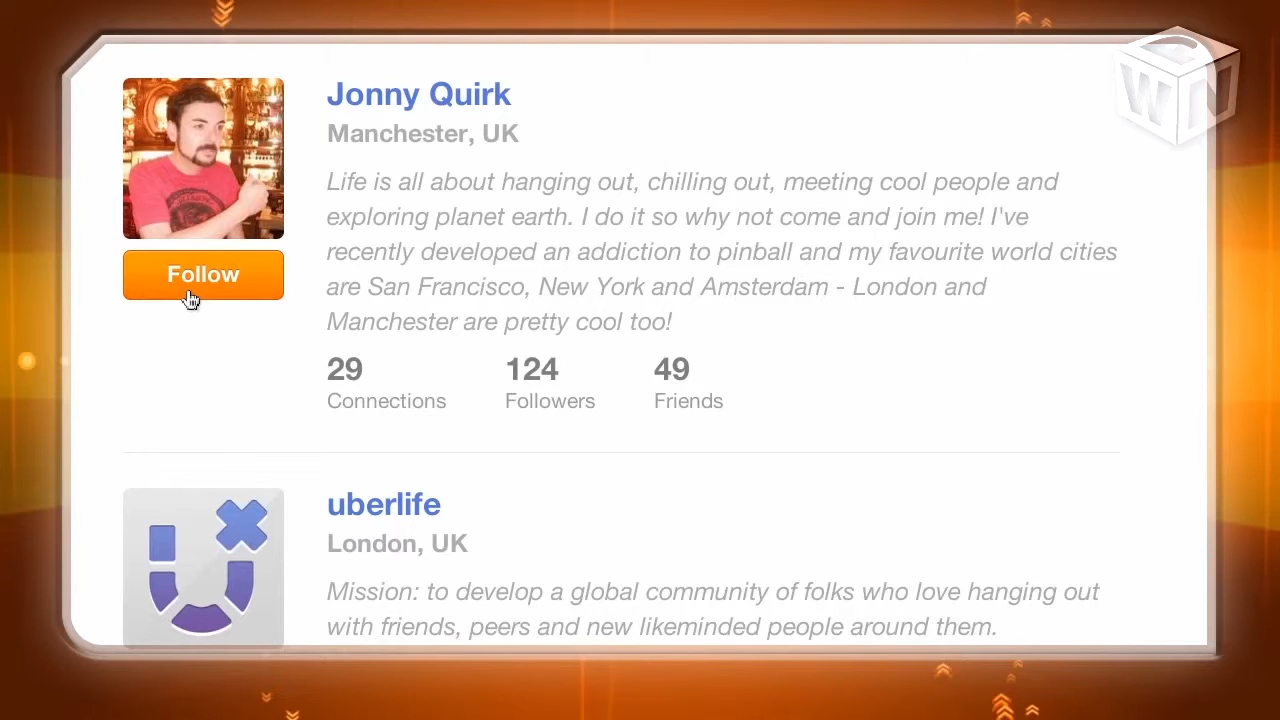 Jonny Quirk
Manchester, UK
Life is all about hanging out, chilling out, meeting cool people and
exploring planet earth. I do it so why not come and join me! I've
recently developed an addiction to pinball and my favourite world cities
are San Francisco, New York and Amsterdam - London and
Manchester are pretty cool too!
Follow
29
Connections
124
Followers
49
Friends
uberlife
London, UK
Mission: to develop a global community of folks who love hanging out
with friends, peers and new likeminded people around them.
WN